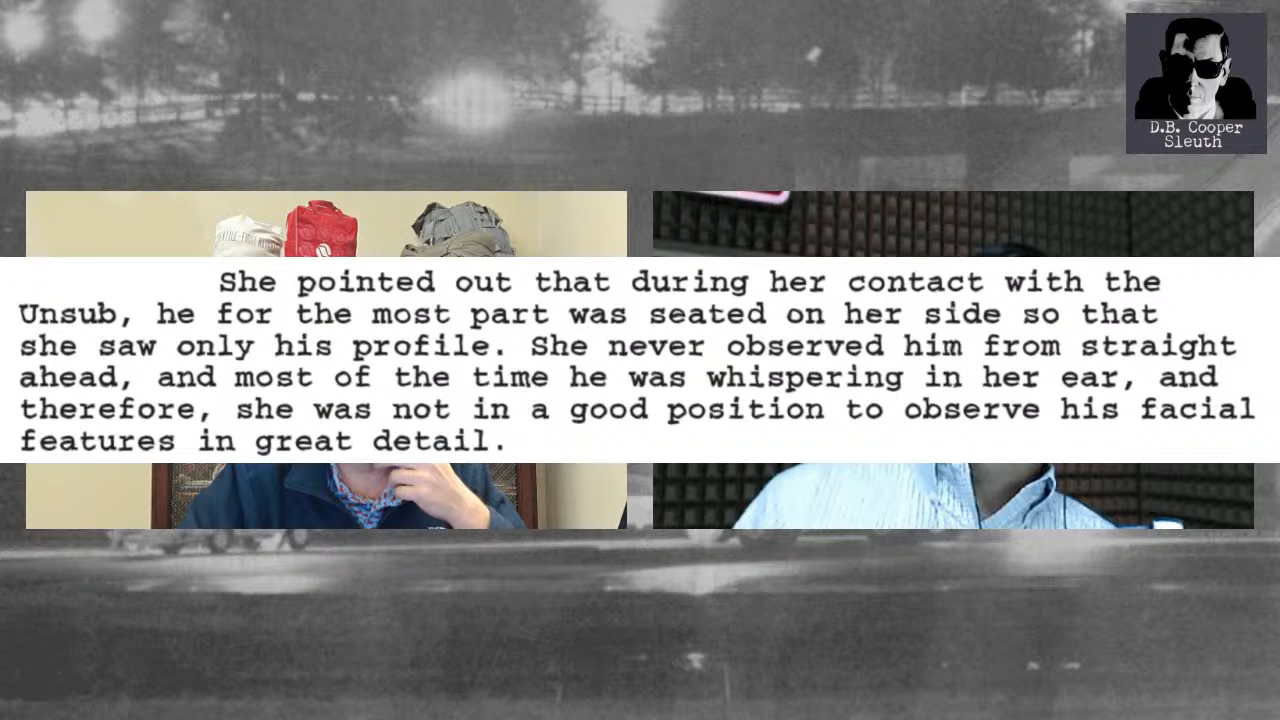 D.B. Cooper
Sleuth
She pointed out that during her contact with the
Unsub, he for the most part was seated on her side so that
she saw only his profile. She never observed him from straight
ahead, and most of the time he was whispering in her ear, and
therefore, she was not in a good position to observe his facial
features in great detail.